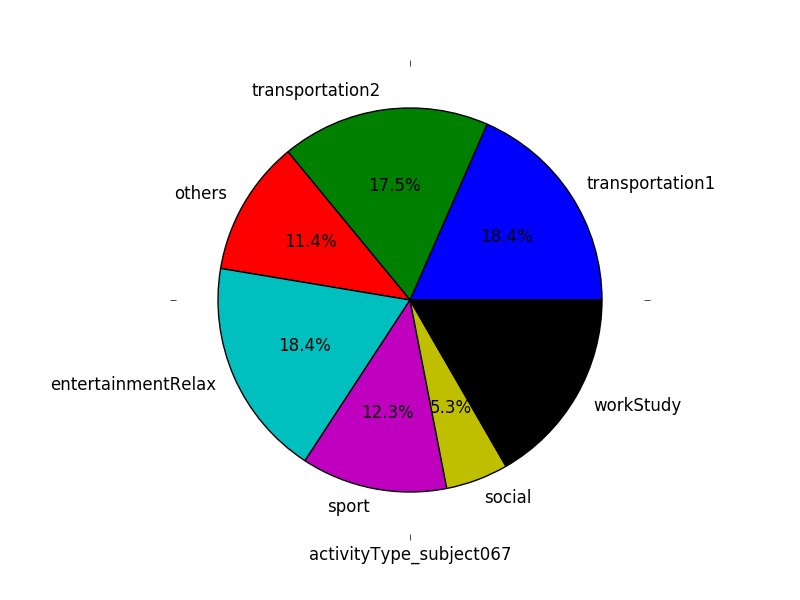 transportation2
transportation1
others
17.5%
18.4%
11.4%
18.4%
entertainmentRelax
12.3%
5.3%
workStudy
sport
social
activityType_subject067